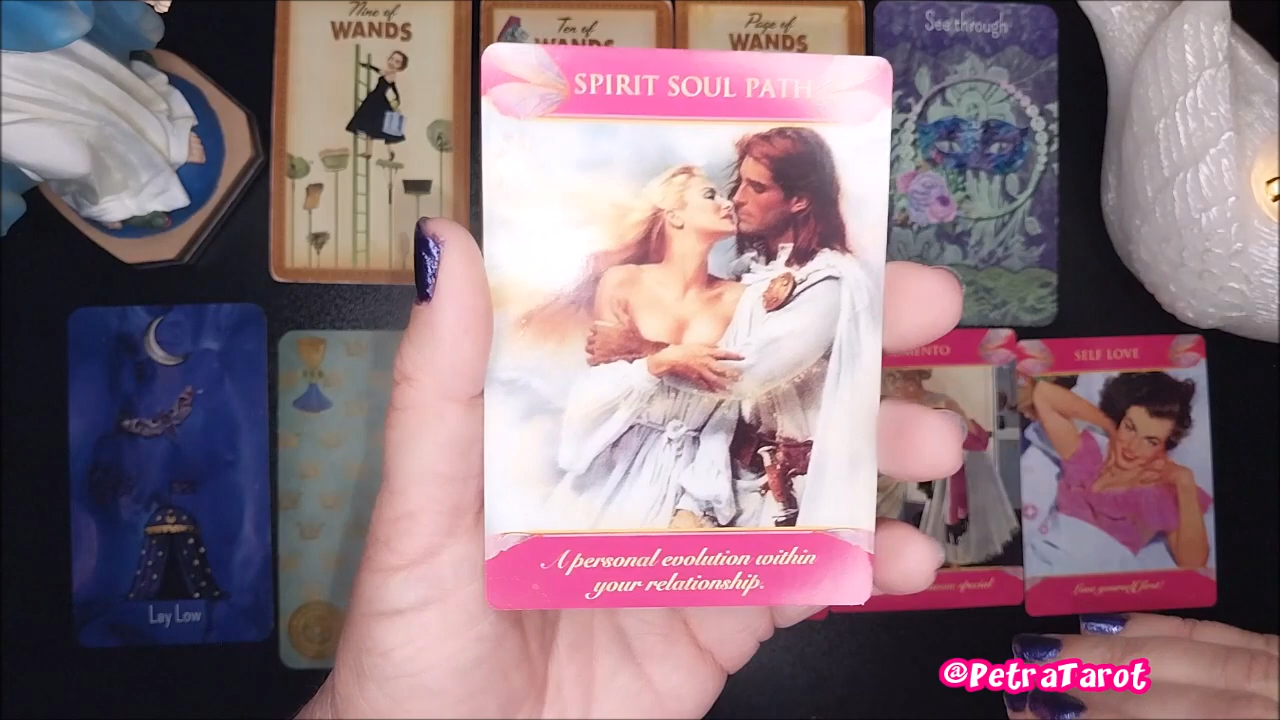 Nine of
WANDS
Ten of
WANDS
Page of
WANDS
See through
SPIRIT SOUL PATH
A personal evolution within
your relationship.
SELF LOVE
Love yourself first!
Lay Low
special
@PetraTarot